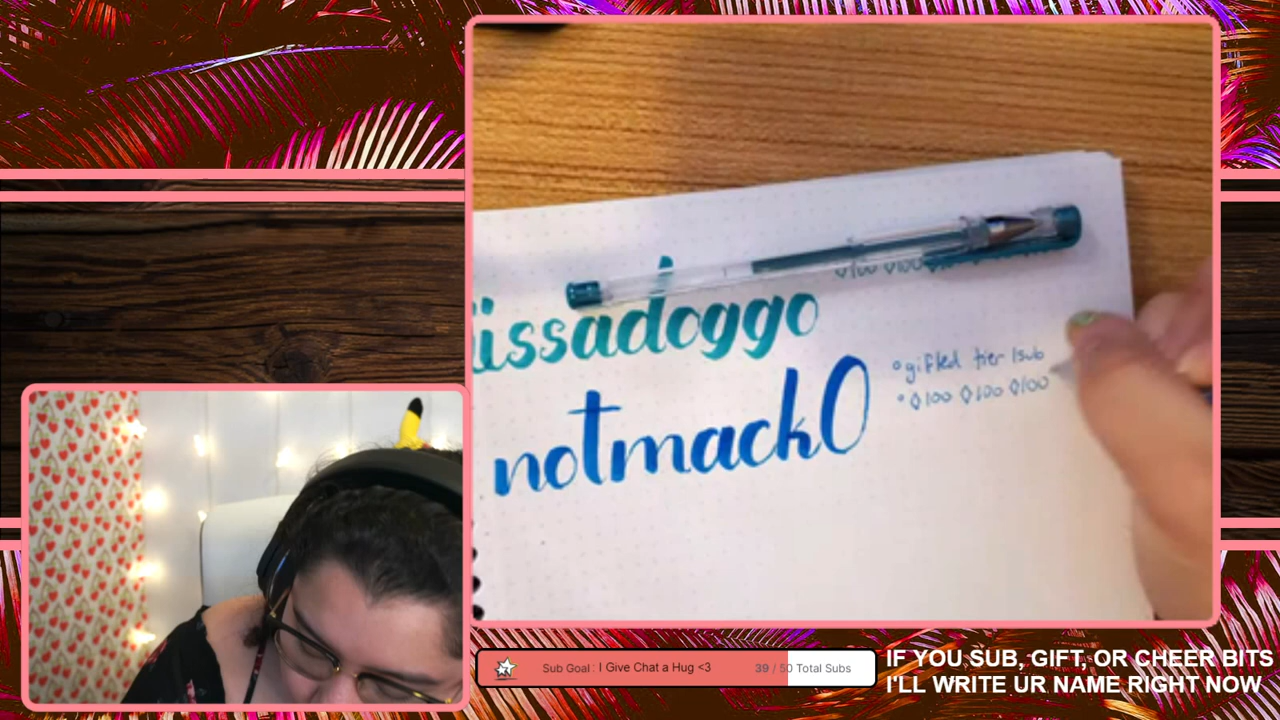 issadoggo
notmack0
◦gifted tier 1sub
◦◊100 ◊100 ◊100
Sub Goal : I Give Chat a Hug <3 39 / 50 Total Subs
IF YOU SUB, GIFT, OR CHEER BITS
I'LL WRITE UR NAME RIGHT NOW